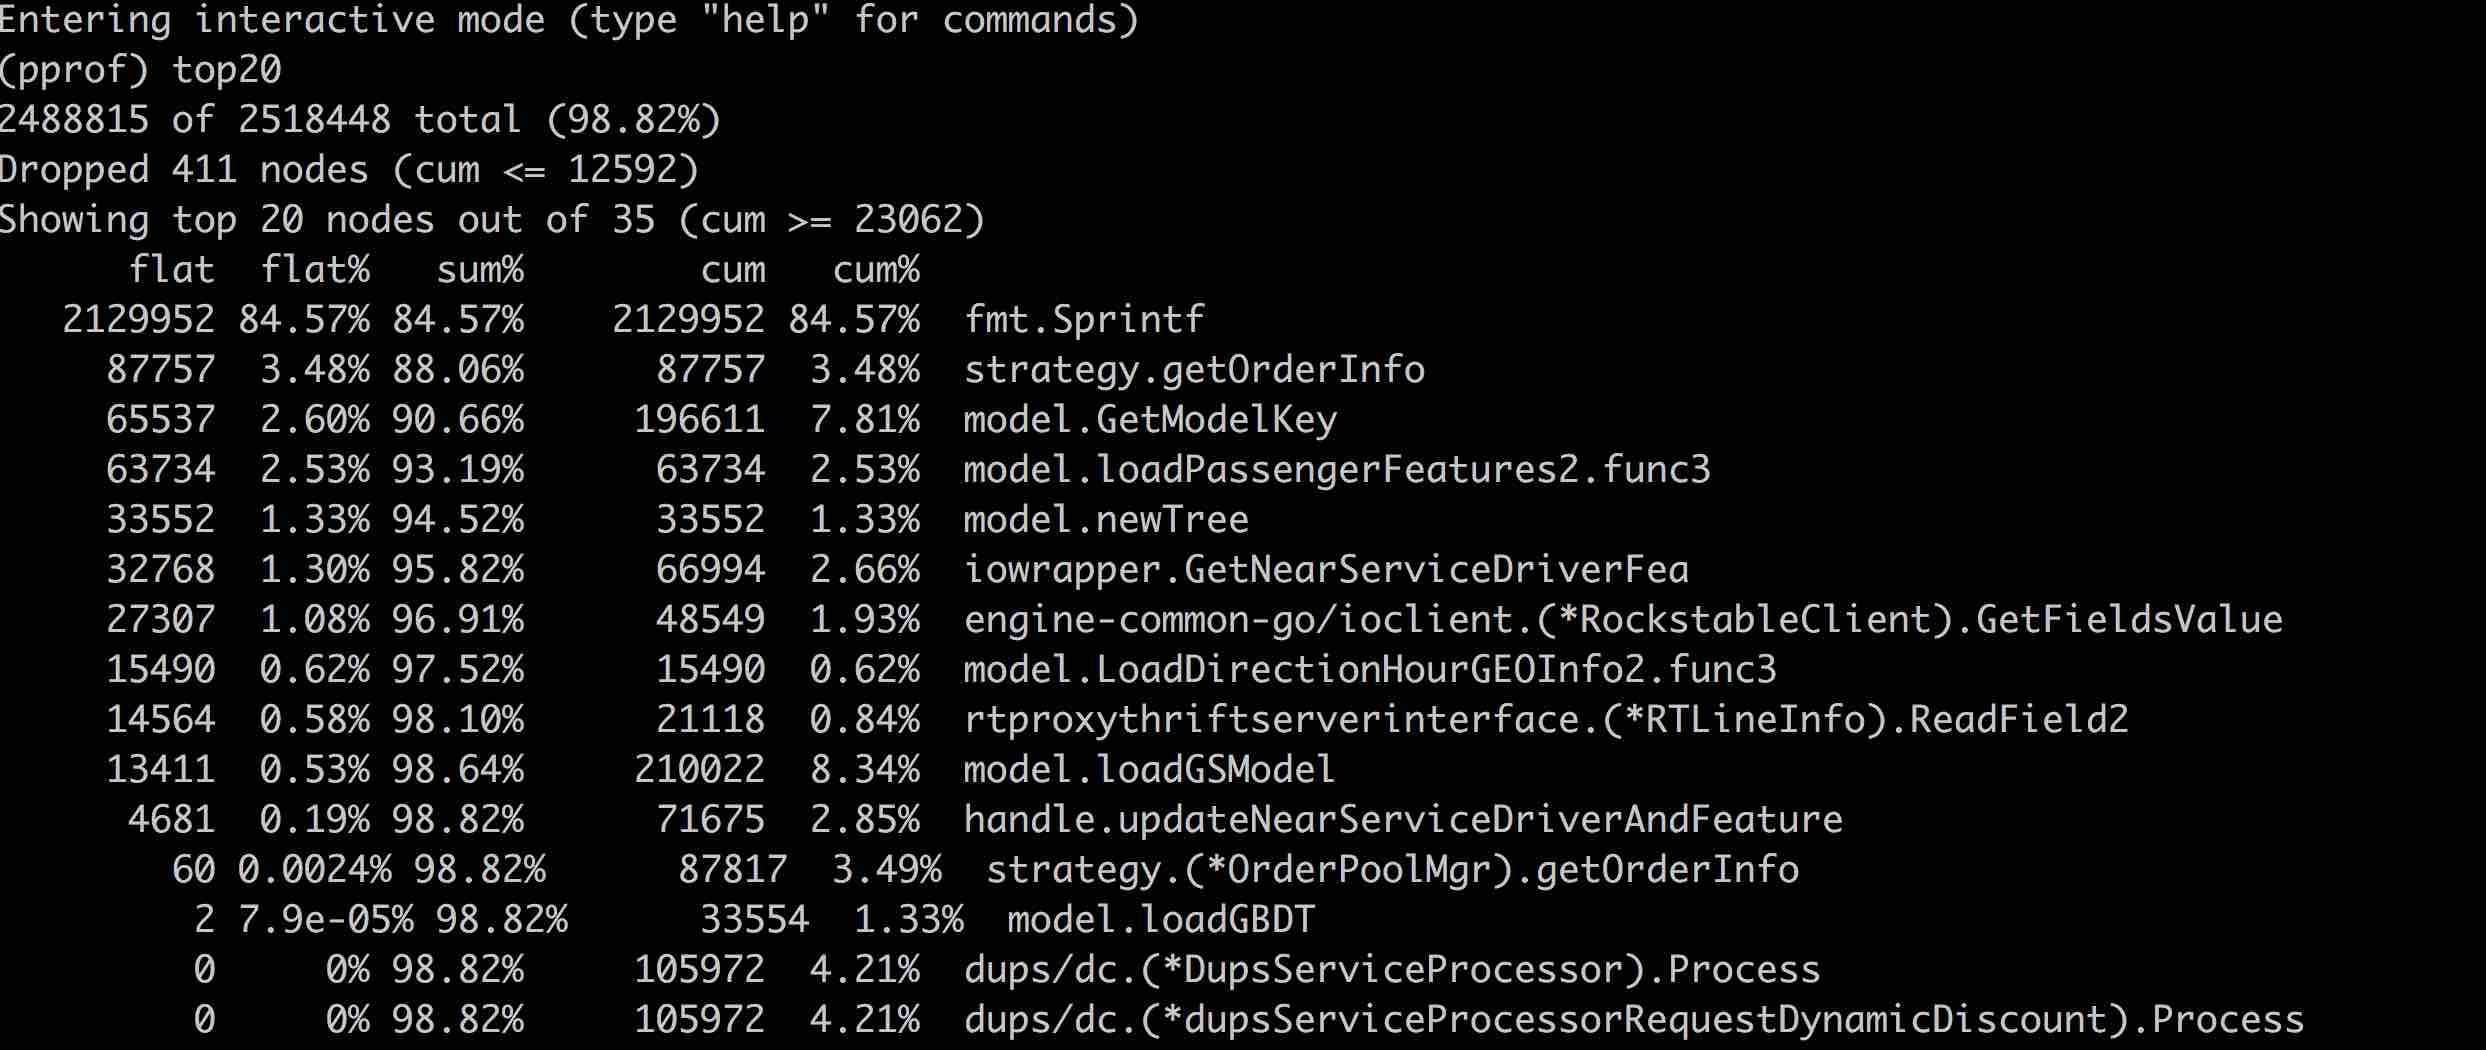 Entering interactive mode (type "help" for commands)
(pprof) top20
2488815 of 2518448 total (98.82%)
Dropped 411 nodes (cum <= 12592)
Showing top 20 nodes out of 35 (cum >= 23062)
flat flat% sum% cum cum%
2129952 84.57% 84.57% 2129952 84.57% fmt.Sprintf
87757 3.48% 88.06% 87757 3.48% strategy.getOrderInfo
65537 2.60% 90.66% 196611 7.81% model.GetModelKey
63734 2.53% 93.19% 63734 2.53% model.loadPassengerFeatures2.func3
33552 1.33% 94.52% 33552 1.33% model.newTree
32768 1.30% 95.82% 66994 2.66% iowrapper.GetNearServiceDriverFea
27307 1.08% 96.91% 48549 1.93% engine-common-go/ioclient.(*RockstableClient).GetFieldsValue
15490 0.62% 97.52% 15490 0.62% model.LoadDirectionHourGEOInfo2.func3
14564 0.58% 98.10% 21118 0.84% rtproxythriftserverinterface.(*RTLineInfo).ReadField2
13411 0.53% 98.64% 210022 8.34% model.loadGSModel
4681 0.19% 98.82% 71675 2.85% handle.updateNearServiceDriverAndFeature
60 0.0024% 98.82% 87817 3.49% strategy.(*OrderPoolMgr).getOrderInfo
2 7.9e-05% 98.82% 33554 1.33% model.loadGBDT
0 0% 98.82% 105972 4.21% dups/dc.(*DupsServiceProcessor).Process
0 0% 98.82% 105972 4.21% dups/dc.(*dupsServiceProcessorRequestDynamicDiscount).Process